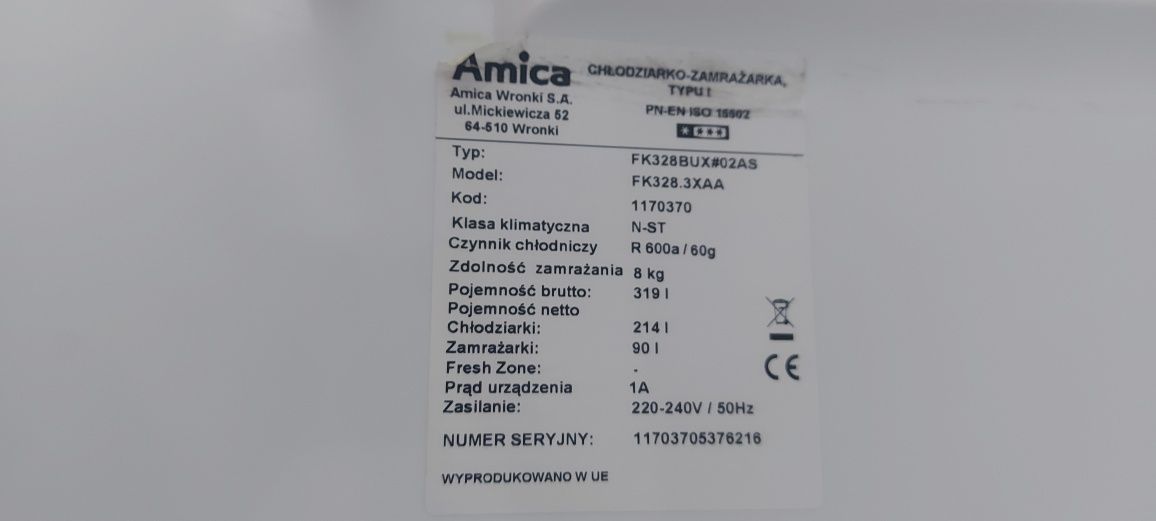 Amica
Amica Wronki S.A.
ul.Mickiewicza 52
64-510 Wronki
CHŁODZIARKO-ZAMRAŻARKA,
TYPU I
PN-EN ISO 15502
Typ: FK328BUX#02AS
Model: FK328.3XAA
Kod: 1170370
Klasa klimatyczna N-ST
Czynnik chłodniczy R 600a / 60g
Zdolność zamrażania 8 kg
Pojemność brutto: 319 l
Pojemność netto
Chłodziarki: 214 l
Zamrażarki: 90 l
Fresh Zone: -
Prąd urządzenia 1A
Zasilanie: 220-240V / 50Hz
NUMER SERYJNY: 11703705376216
WYPRODUKOWANO W UE
CE